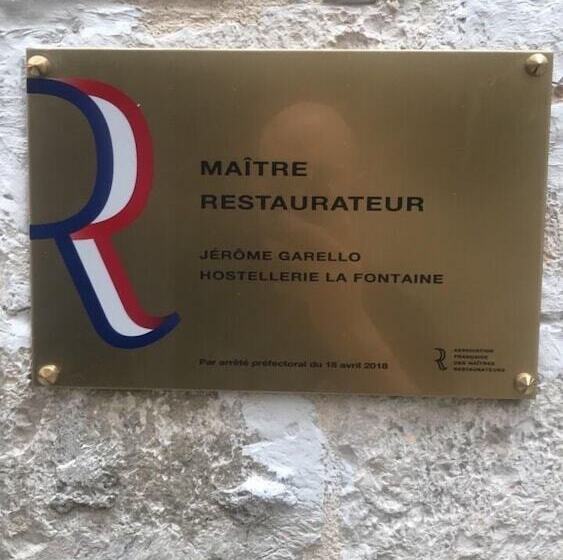 MAÎTRE
RESTAURATEUR
JÉRÔME GARELLO
HOSTELLERIE LA FONTAINE
Par arrêté préfectoral du 18 avril 2018
ASSOCIATION
FRANÇAISE
DES MAÎTRES
RESTAURATEURS